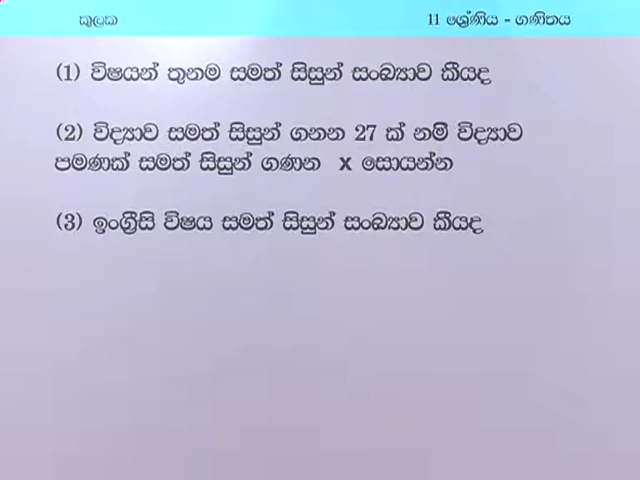 කුලක
11 ශ්‍රේණිය - ගණිතය
(1) විෂයන් තුනම සමත් සිසුන් සංඛ්‍යාව කීයද
(2) විද්‍යාව සමත් සිසුන් ගනන 27 ක් නම් විද්‍යාව
පමණක් සමත් සිසුන් ගණන x සොයන්න
(3) ඉංග්‍රීසි විෂය සමත් සිසුන් සංඛ්‍යාව කීයද